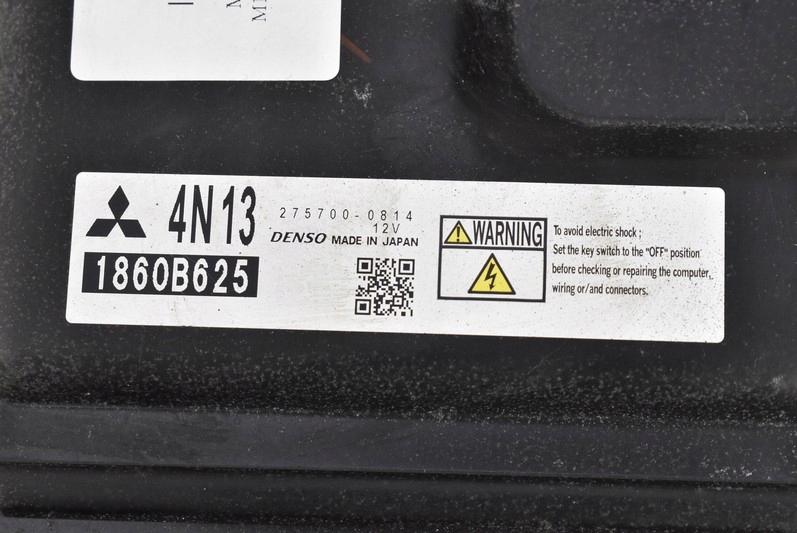 4N13
1860B625
275700-0814
12V
DENSO MADE IN JAPAN
WARNING
To avoid electric shock ;
Set the key switch to the "OFF" position
before checking or repairing the computer,
wiring or/and connectors.